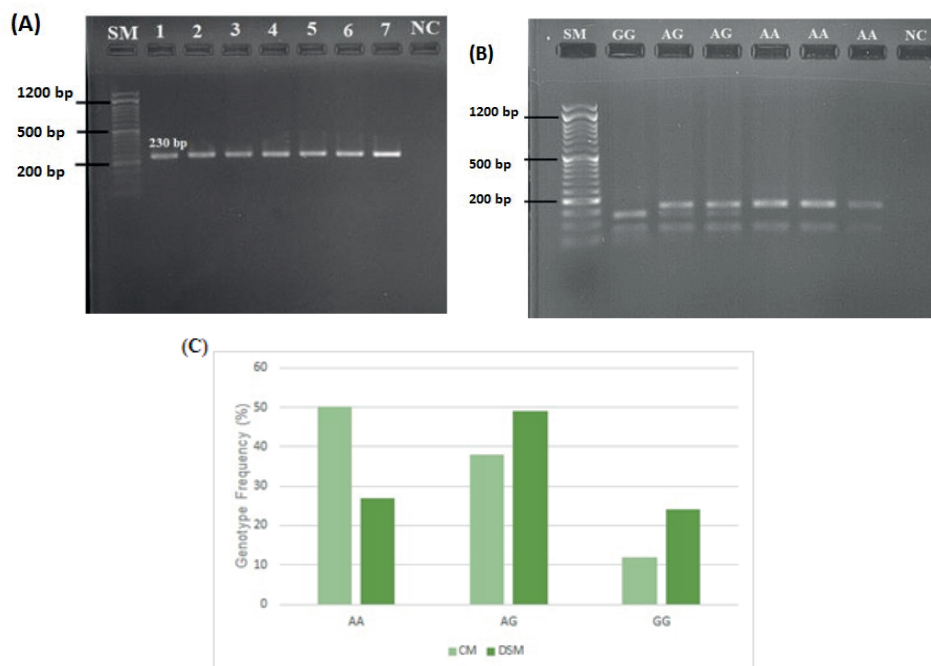 (A)
SM 1 2 3 4 5 6 7 NC
1200 bp
500 bp
230 bp
200 bp
(B)
SM GG AG AG AA AA AA NC
1200 bp
500 bp
200 bp
(C)
Genotype Frequency (%)
60
50
40
30
20
10
0
AA AG GG
CM DSM